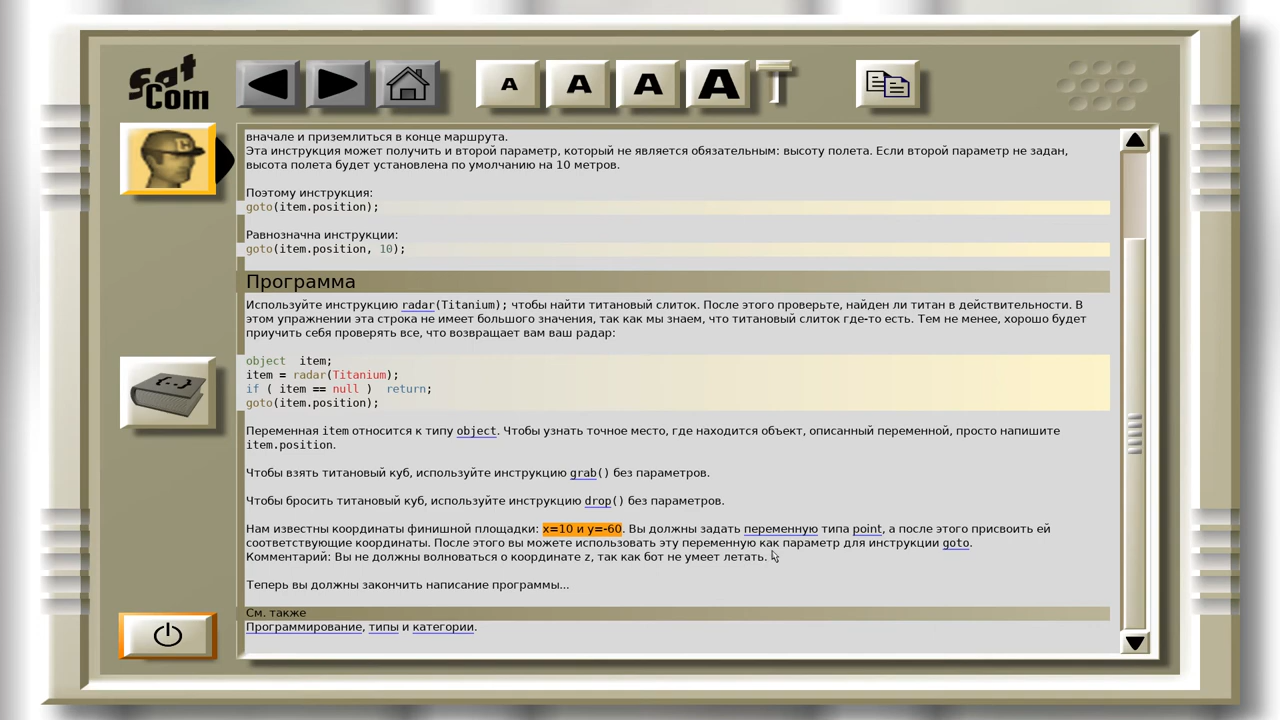 Sat
Com
A A A A
вначале и приземлиться в конце маршрута.
Эта инструкция может получить и второй параметр, который не является обязательным: высоту полета. Если второй параметр не задан,
высота полета будет установлена по умолчанию на 10 метров.
Поэтому инструкция:
goto(item.position);
Равнозначна инструкции:
goto(item.position, 10);
Программа
Используйте инструкцию radar(Titanium); чтобы найти титановый слиток. После этого проверьте, найден ли титан в действительности. В
этом упражнении эта строка не имеет большого значения, так как мы знаем, что титановый слиток где-то есть. Тем не менее, хорошо будет
приучить себя проверять все, что возвращает вам ваш радар:
object  item;
item = radar(Titanium);
if ( item == null )  return;
goto(item.position);
Переменная item относится к типу object. Чтобы узнать точное место, где находится объект, описанный переменной, просто напишите
item.position.
Чтобы взять титановый куб, используйте инструкцию grab() без параметров.
Чтобы бросить титановый куб, используйте инструкцию drop() без параметров.
Нам известны координаты финишной площадки: x=10 и y=-60. Вы должны задать переменную типа point, а после этого присвоить ей
соответствующие координаты. После этого вы можете использовать эту переменную как параметр для инструкции goto.
Комментарий: Вы не должны волноваться о координате z, так как бот не умеет летать.
Теперь вы должны закончить написание программы...
См. также
Программирование, типы и категории.